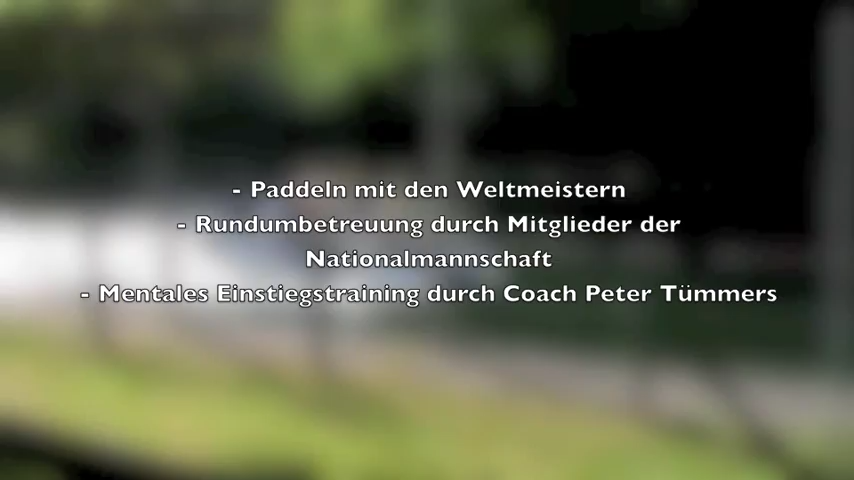 - Paddeln mit den Weltmeistern
- Rundumbetreuung durch Mitglieder der
Nationalmannschaft
- Mentales Einstiegstraining durch Coach Peter Tümmers